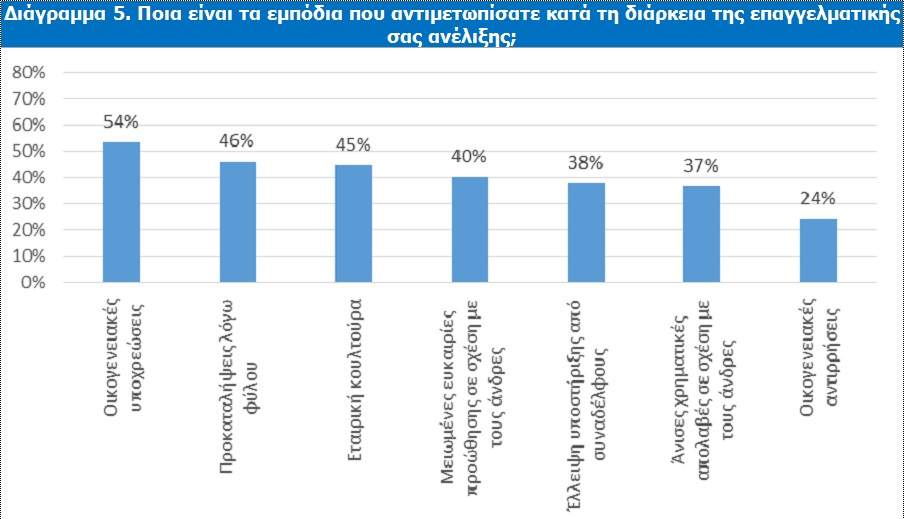 Διάγραμμα 5. Ποια είναι τα εμπόδια που αντιμετωπίσατε κατά τη διάρκεια της επαγγελματικής
σας ανέλιξης;
80%
70%
60%
50%
40%
30%
20%
10%
0%
54%
46%
45%
40%
38%
37%
24%
Οικογενειακές
υποχρεώσεις
Προκαταλήψεις λόγω
φύλου
Εταιρική κουλτούρα
Μειωμένες ευκαιρίες
προώθησης σε σχέση με
τους άνδρες
Έλλειψη υποστήριξης από
συναδέλφους
Άνισες χρηματικές
απολαβές σε σχέση με
τους άνδρες
Οικογενειακές
αντιρρήσεις